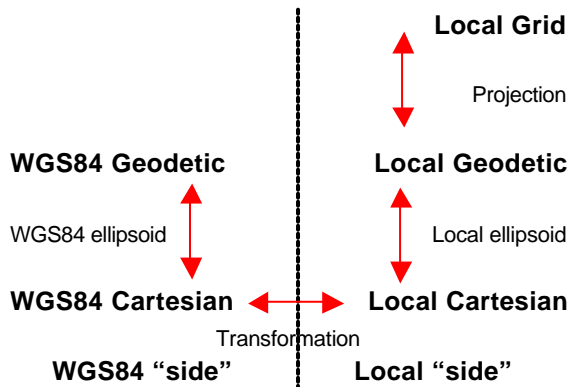 Local Grid
Projection
WGS84 Geodetic
Local Geodetic
WGS84 ellipsoid
Local ellipsoid
WGS84 Cartesian
Local Cartesian
Transformation
WGS84 “side”
Local “side”